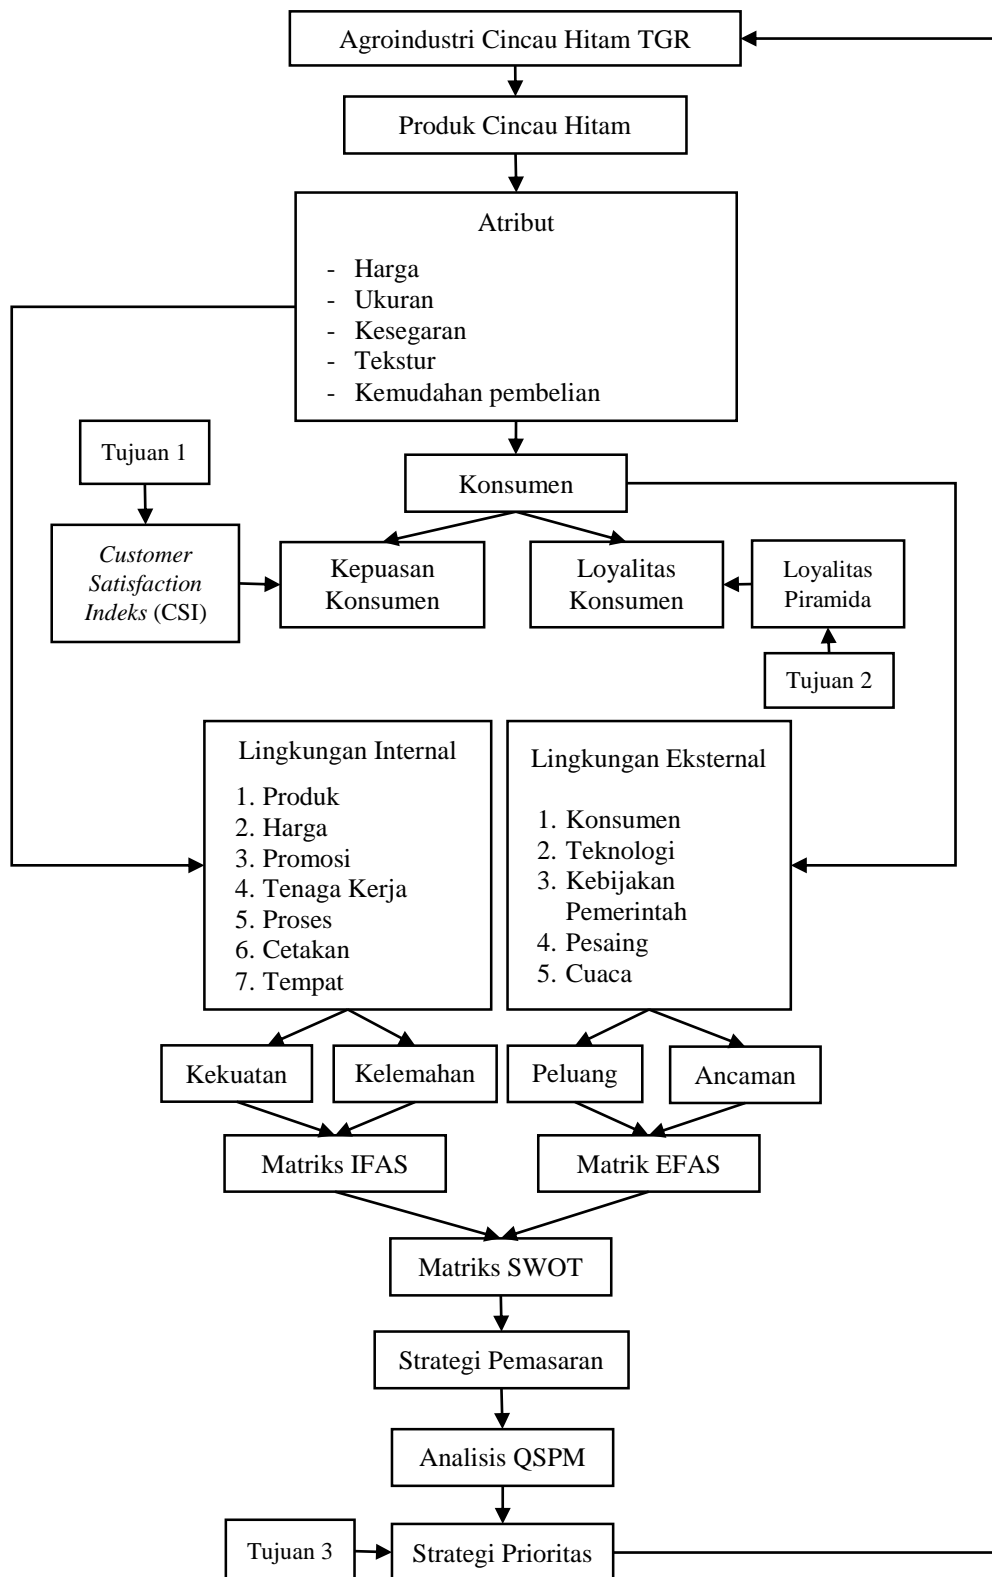 Agroindustri Cincau Hitam TGR
Produk Cincau Hitam
Atribut
- Harga
- Ukuran
- Kesegaran
- Tekstur
- Kemudahan pembelian
Tujuan 1
Konsumen
Customer
Satisfaction
Indeks (CSI)
Kepuasan
Konsumen
Loyalitas
Konsumen
Loyalitas
Piramida
Tujuan 2
Lingkungan Internal
1. Produk
2. Harga
3. Promosi
4. Tenaga Kerja
5. Proses
6. Cetakan
7. Tempat
Lingkungan Eksternal
1. Konsumen
2. Teknologi
3. Kebijakan
Pemerintah
4. Pesaing
5. Cuaca
Kekuatan
Kelemahan
Peluang
Ancaman
Matriks IFAS
Matrik EFAS
Matriks SWOT
Strategi Pemasaran
Analisis QSPM
Tujuan 3
Strategi Prioritas